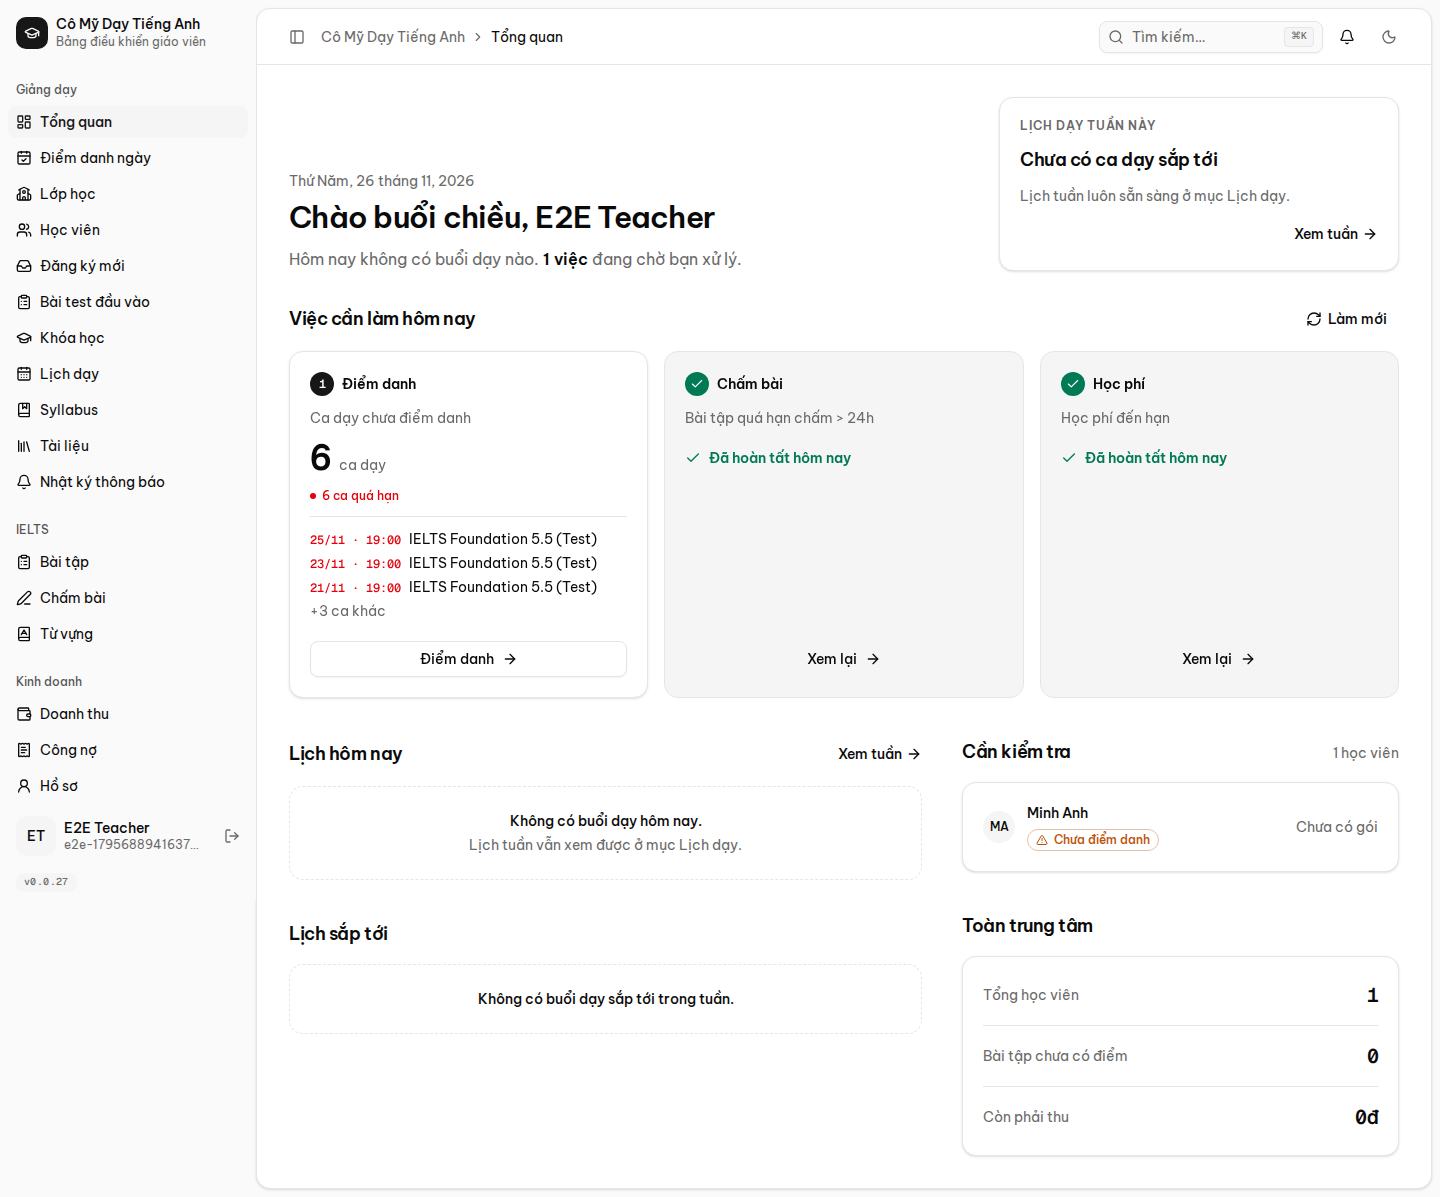 Cô Mỹ Dạy Tiếng Anh
Bảng điều khiển giáo viên
Giảng dạy
Tổng quan
Điểm danh ngày
Lớp học
Học viên
Đăng ký mới
Bài test đầu vào
Khóa học
Lịch dạy
Syllabus
Tài liệu
Nhật ký thông báo
IELTS
Bài tập
Chấm bài
Từ vựng
Kinh doanh
Doanh thu
Công nợ
Hồ sơ
ET
E2E Teacher
e2e-1795688941637...
v0.0.27
Cô Mỹ Dạy Tiếng Anh > Tổng quan
Tìm kiếm...
⌘K
Thứ Năm, 26 tháng 11, 2026
Chào buổi chiều, E2E Teacher
Hôm nay không có buổi dạy nào. 1 việc đang chờ bạn xử lý.
LỊCH DẠY TUẦN NÀY
Chưa có ca dạy sắp tới
Lịch tuần luôn sẵn sàng ở mục Lịch dạy.
Xem tuần →
Việc cần làm hôm nay
Làm mới
1 Điểm danh
Ca dạy chưa điểm danh
6 ca dạy
6 ca quá hạn
25/11 · 19:00 IELTS Foundation 5.5 (Test)
23/11 · 19:00 IELTS Foundation 5.5 (Test)
21/11 · 19:00 IELTS Foundation 5.5 (Test)
+3 ca khác
Điểm danh →
Chấm bài
Bài tập quá hạn chấm > 24h
Đã hoàn tất hôm nay
Xem lại →
Học phí
Học phí đến hạn
Đã hoàn tất hôm nay
Xem lại →
Lịch hôm nay
Xem tuần →
Không có buổi dạy hôm nay.
Lịch tuần vẫn xem được ở mục Lịch dạy.
Lịch sắp tới
Không có buổi dạy sắp tới trong tuần.
Cần kiểm tra
1 học viên
MA
Minh Anh
Chưa điểm danh
Chưa có gói
Toàn trung tâm
Tổng học viên 1
Bài tập chưa có điểm 0
Còn phải thu 0đ